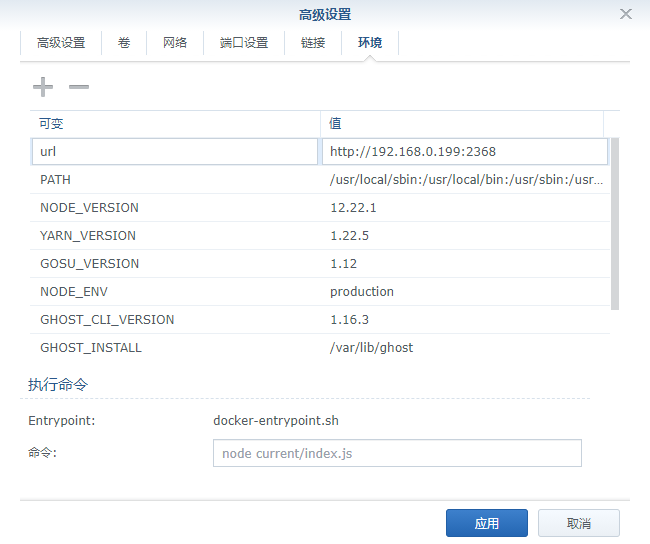 高级设置
高级设置 卷 网络 端口设置 链接 环境
可变 值
url http://192.168.0.199:2368
PATH /usr/local/sbin:/usr/local/bin:/usr/sbin:/usr...
NODE_VERSION 12.22.1
YARN_VERSION 1.22.5
GOSU_VERSION 1.12
NODE_ENV production
GHOST_CLI_VERSION 1.16.3
GHOST_INSTALL /var/lib/ghost
执行命令
Entrypoint: docker-entrypoint.sh
命令: node current/index.js
应用 取消